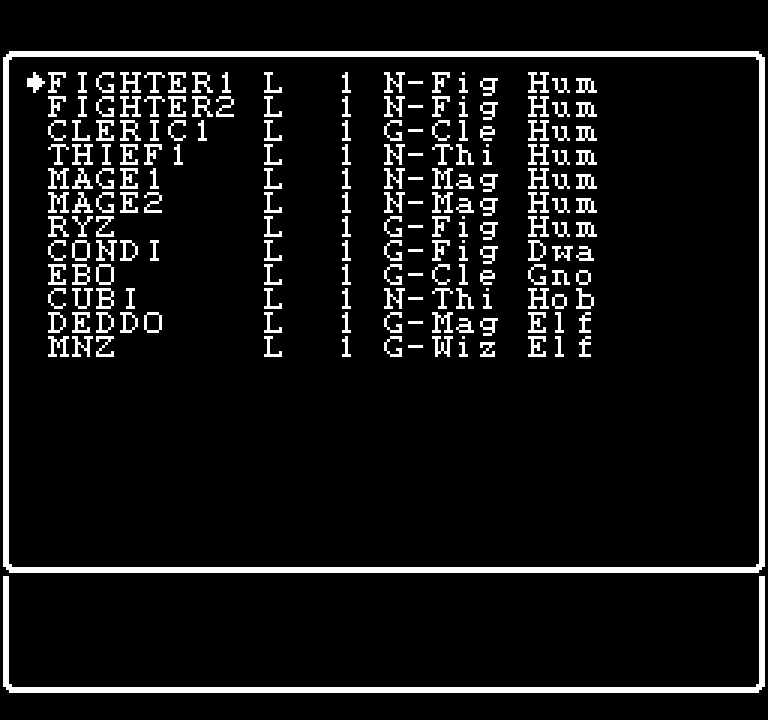 FIGHTER1 L 1 N-Fig Hum
FIGHTER2 L 1 N-Fig Hum
CLERIC1 L 1 G-Cle Hum
THIEF1 L 1 N-Thi Hum
MAGE1 L 1 N-Mag Hum
MAGE2 L 1 N-Mag Hum
RYZ L 1 G-Fig Hum
CONDI L 1 G-Fig Dwa
EBO L 1 G-Cle Gno
CUBI L 1 N-Thi Hob
DEDDO L 1 G-Mag Elf
MNZ L 1 G-Wiz Elf